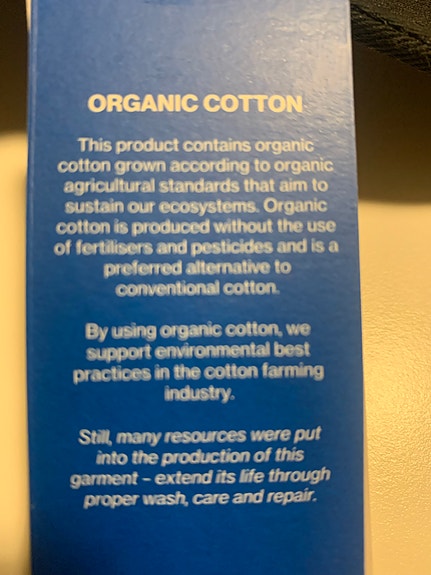 ORGANIC COTTON
This product contains organic
cotton grown according to organic
agricultural standards that aim to
sustain our ecosystems. Organic
cotton is produced without the use
of fertilisers and pesticides and is a
preferred alternative to
conventional cotton.
By using organic cotton, we
support environmental best
practices in the cotton farming
industry.
Still, many resources were put
into the production of this
garment – extend its life through
proper wash, care and repair.